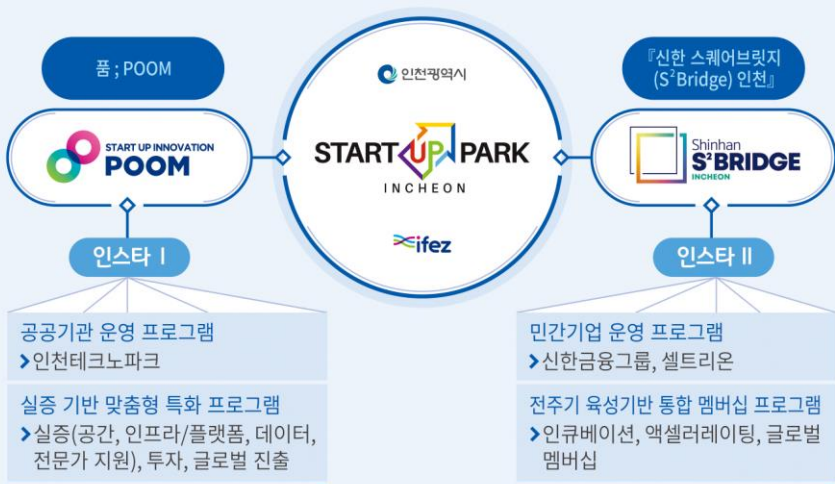 품 ; POOM
START UP INNOVATION
POOM
인스타 Ⅰ
공공기관 운영 프로그램
인천테크노파크
실증 기반 맞춤형 특화 프로그램
실증(공간, 인프라/플랫폼, 데이터,
전문가 지원), 투자, 글로벌 진출
인천광역시
START UP PARK
INCHEON
ifez
『신한 스퀘어브릿지
(S²Bridge) 인천』
Shinhan
S²BRIDGE
INCHEON
인스타 Ⅱ
민간기업 운영 프로그램
신한금융그룹, 셀트리온
전주기 육성기반 통합 멤버십 프로그램
인큐베이션, 액셀러레이팅, 글로벌
멤버십